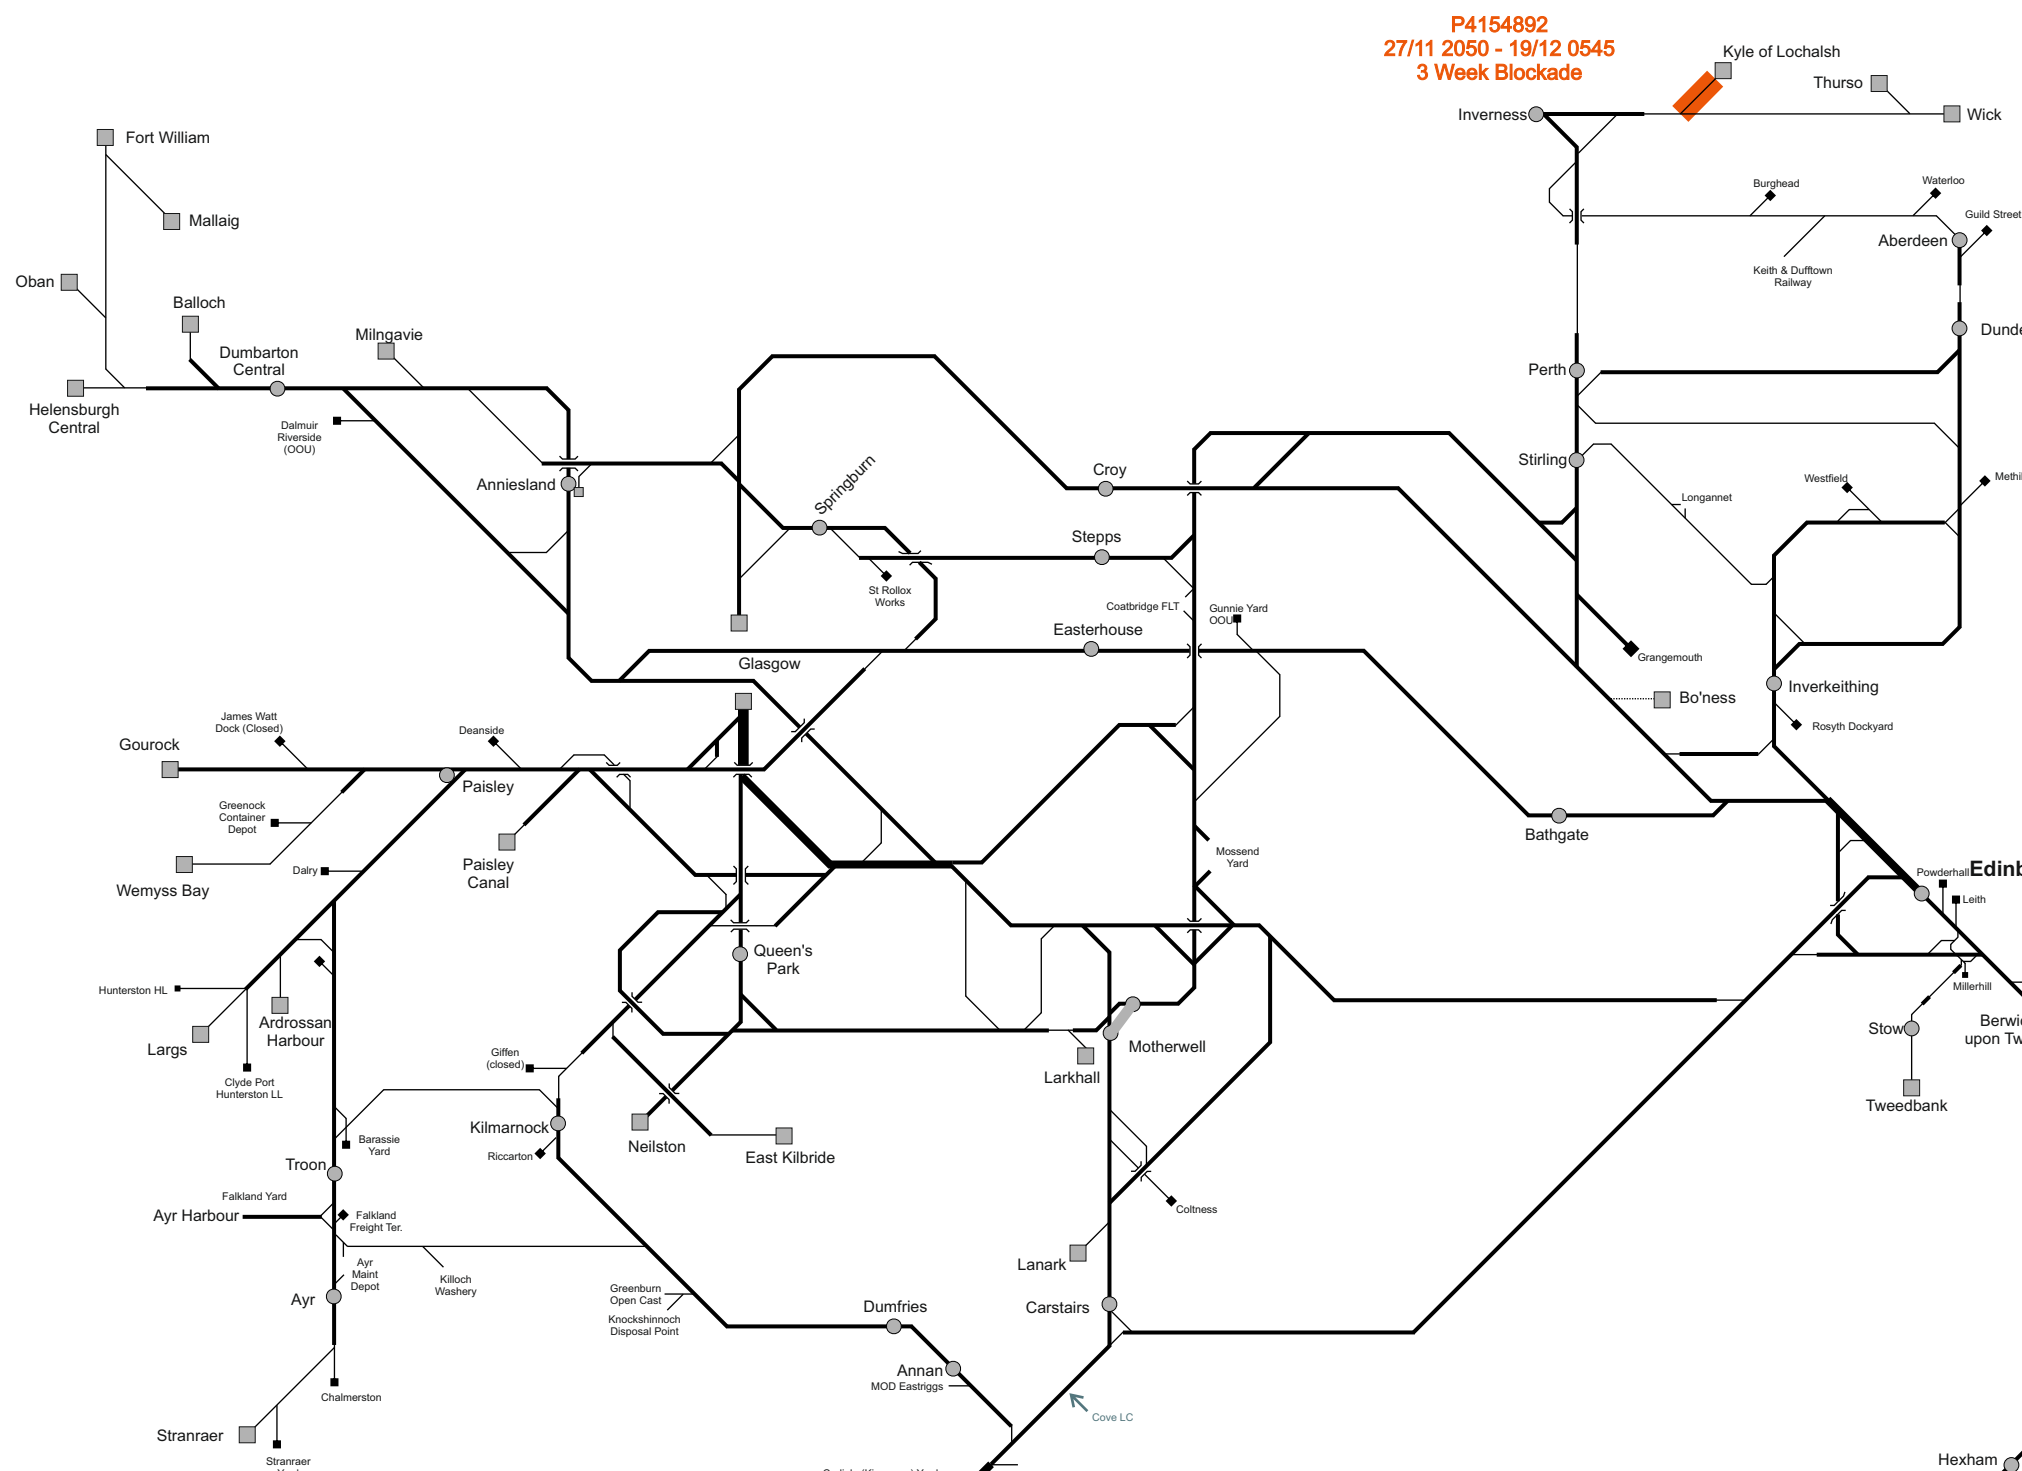 P4154892
27/11 2050 - 19/12 0545
3 Week Blockade
Kyle of Lochalsh
Thurso
Inverness
Wick
Fort William
Mallaig
Burghead
Waterloo
Guild Street
Aberdeen
Keith & Dufftown
Railway
Oban
Balloch
Milngavie
Dumbarton
Central
Helensburgh
Central
Dalmuir
Riverside
(OOU)
Perth
Stirling
Croy
Springburn
Anniesland
Stepps
Longannet
Westfield
St Rollox
Works
Coatbridge FLT
Gunnie Yard
OOU
Easterhouse
Glasgow
Grangemouth
Bo'ness
Inverkeithing
Rosyth Dockyard
James Watt
Dock (Closed)
Deanside
Gourock
Paisley
Greenock
Container
Depot
Paisley
Canal
Wemyss Bay
Dalry
Bathgate
Mossend
Yard
Powderhall
Leith
Queen's
Park
Hunterston HL
Ardrossan
Harbour
Largs
Clyde Port
Hunterston LL
Giffen
(closed)
Motherwell
Larkhall
Millerhill
Stow
Tweedbank
Kilmarnock
Barassie
Yard
Riccarton
Neilston
East Kilbride
Troon
Falkland Yard
Ayr Harbour
Falkland
Freight Ter.
Coltness
Ayr
Maint
Depot
Killoch
Washery
Lanark
Ayr
Greenburn
Open Cast
Knockshinnoch
Disposal Point
Dumfries
Carstairs
Annan
MOD Eastriggs
Chalmerston
Cove LC
Stranraer
Stranraer
Hexham